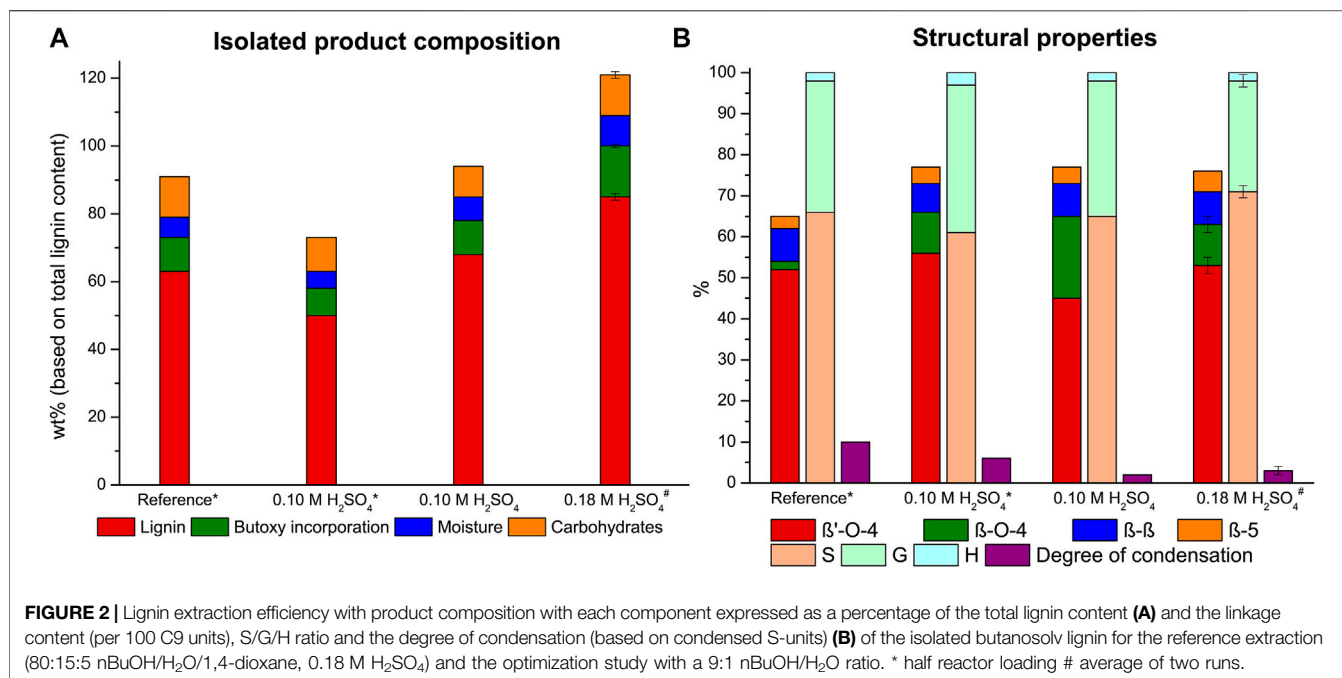 A
Isolated product composition
wt% (based on total lignin content)
120
100
80
60
40
20
0
Reference*
0.10 M H₂SO₄*
0.10 M H₂SO₄
0.18 M H₂SO₄#
Lignin
Butoxy incorporation
Moisture
Carbohydrates
B
Structural properties
%
100
90
80
70
60
50
40
30
20
10
0
Reference*
0.10 M H₂SO₄*
0.10 M H₂SO₄
0.18 M H₂SO₄#
ß'-O-4
ß-O-4
ß-ß
ß-5
S
G
H
Degree of condensation
FIGURE 2 | Lignin extraction efficiency with product composition with each component expressed as a percentage of the total lignin content (A) and the linkage
content (per 100 C9 units), S/G/H ratio and the degree of condensation (based on condensed S-units) (B) of the isolated butanosolv lignin for the reference extraction
(80:15:5 nBuOH/H₂O/1,4-dioxane, 0.18 M H₂SO₄) and the optimization study with a 9:1 nBuOH/H₂O ratio. * half reactor loading # average of two runs.